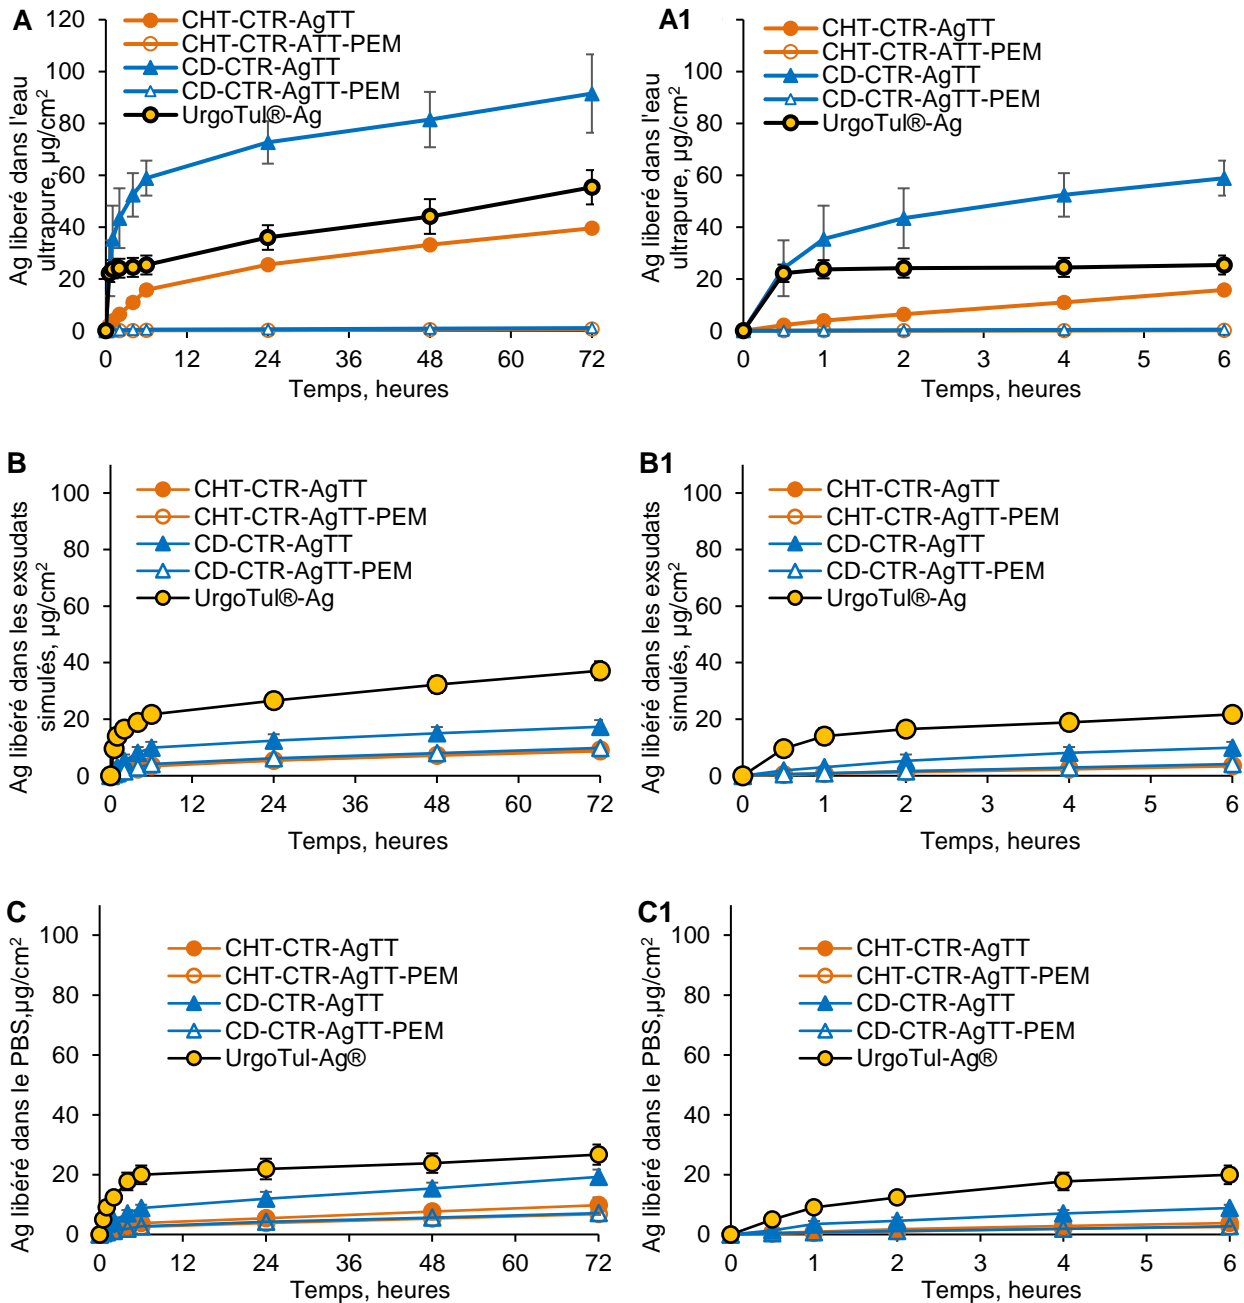 A
120
100
80
60
40
20
0
0 12 24 36 48 60 72
Ag liberé dans l'eau
ultrapure, µg/cm²
Temps, heures
CHT-CTR-AgTT
CHT-CTR-ATT-PEM
CD-CTR-AgTT
CD-CTR-AgTT-PEM
UrgoTul®-Ag
A1
120
100
80
60
40
20
0
0 1 2 3 4 5 6
Ag liberé dans l'eau
ultrapure, µg/cm²
Temps, heures
CHT-CTR-AgTT
CHT-CTR-ATT-PEM
CD-CTR-AgTT
CD-CTR-AgTT-PEM
UrgoTul®-Ag
B
100
80
60
40
20
0
0 12 24 36 48 60 72
Ag libéré dans les exsudats
simulés, µg/cm²
Temps, heures
CHT-CTR-AgTT
CHT-CTR-AgTT-PEM
CD-CTR-AgTT
CD-CTR-AgTT-PEM
UrgoTul®-Ag
B1
100
80
60
40
20
0
0 1 2 3 4 5 6
Ag libéré dans les exsudats
simulés, µg/cm²
Temps, heures
CHT-CTR-AgTT
CHT-CTR-AgTT-PEM
CD-CTR-AgTT
CD-CTR-AgTT-PEM
UrgoTul®-Ag
C
100
80
60
40
20
0
0 12 24 36 48 60 72
Ag libéré dans le PBS,µg/cm²
Temps, heures
CHT-CTR-AgTT
CHT-CTR-AgTT-PEM
CD-CTR-AgTT
CD-CTR-AgTT-PEM
UrgoTul-Ag®
C1
100
80
60
40
20
0
0 1 2 3 4 5 6
Ag libéré dans le PBS,µg/cm²
Temps, heures
CHT-CTR-AgTT
CHT-CTR-AgTT-PEM
CD-CTR-AgTT
CD-CTR-AgTT-PEM
UrgoTul-Ag®